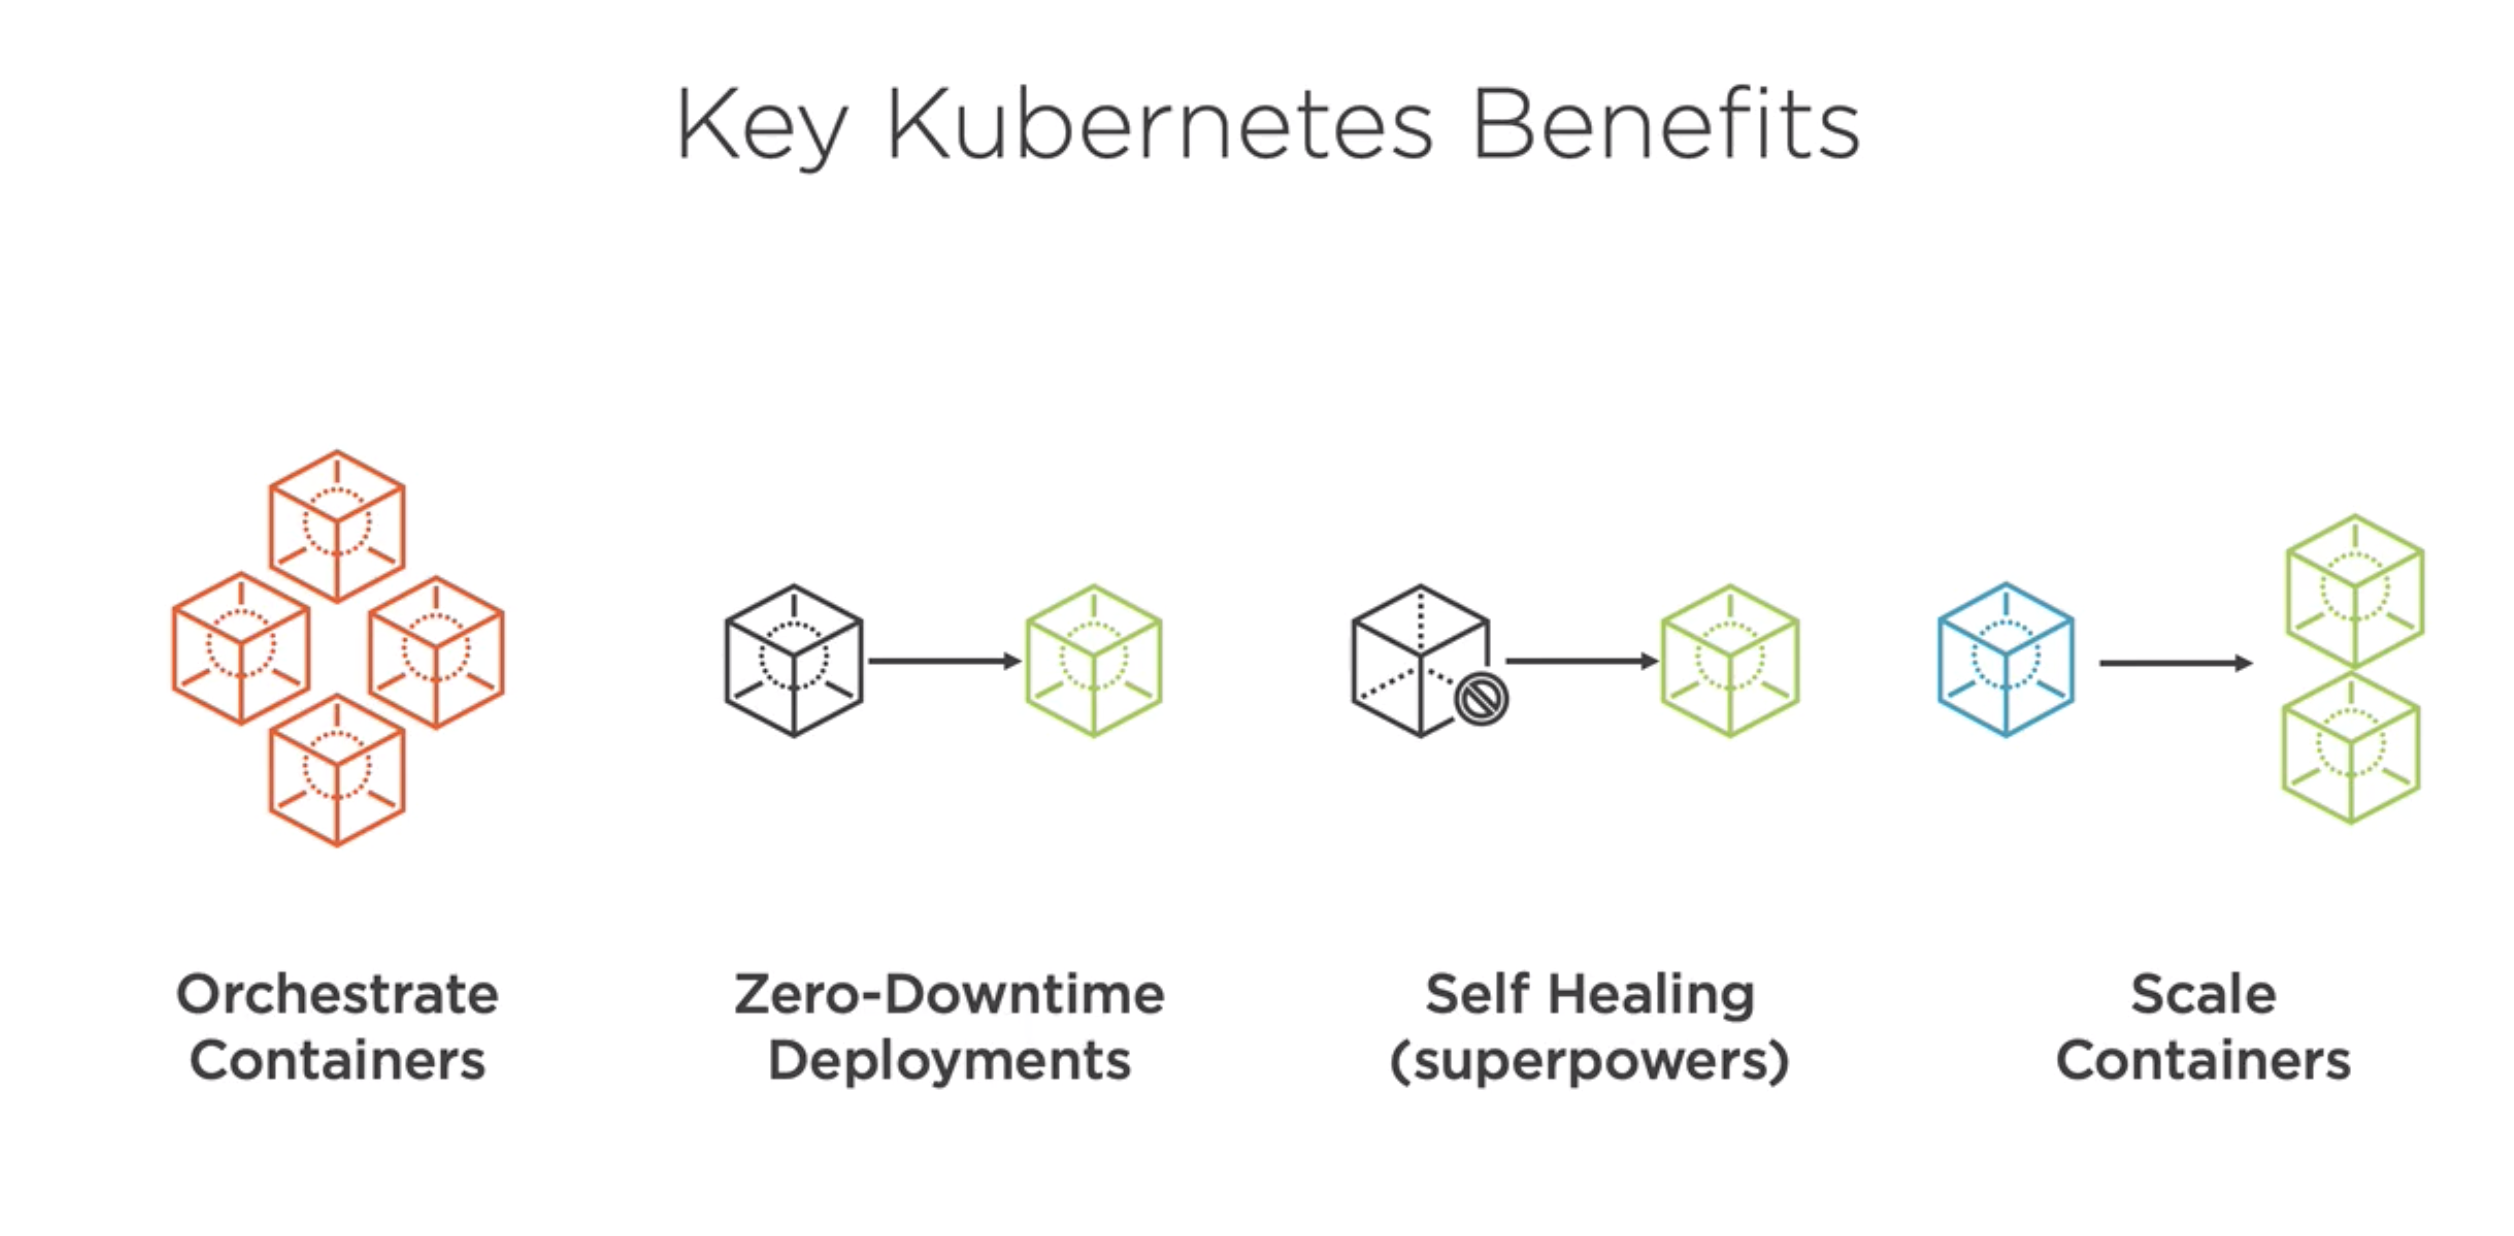 Key Kubernetes Benefits
Orchestrate
Containers
Zero-Downtime
Deployments
Self Healing
(superpowers)
Scale
Containers